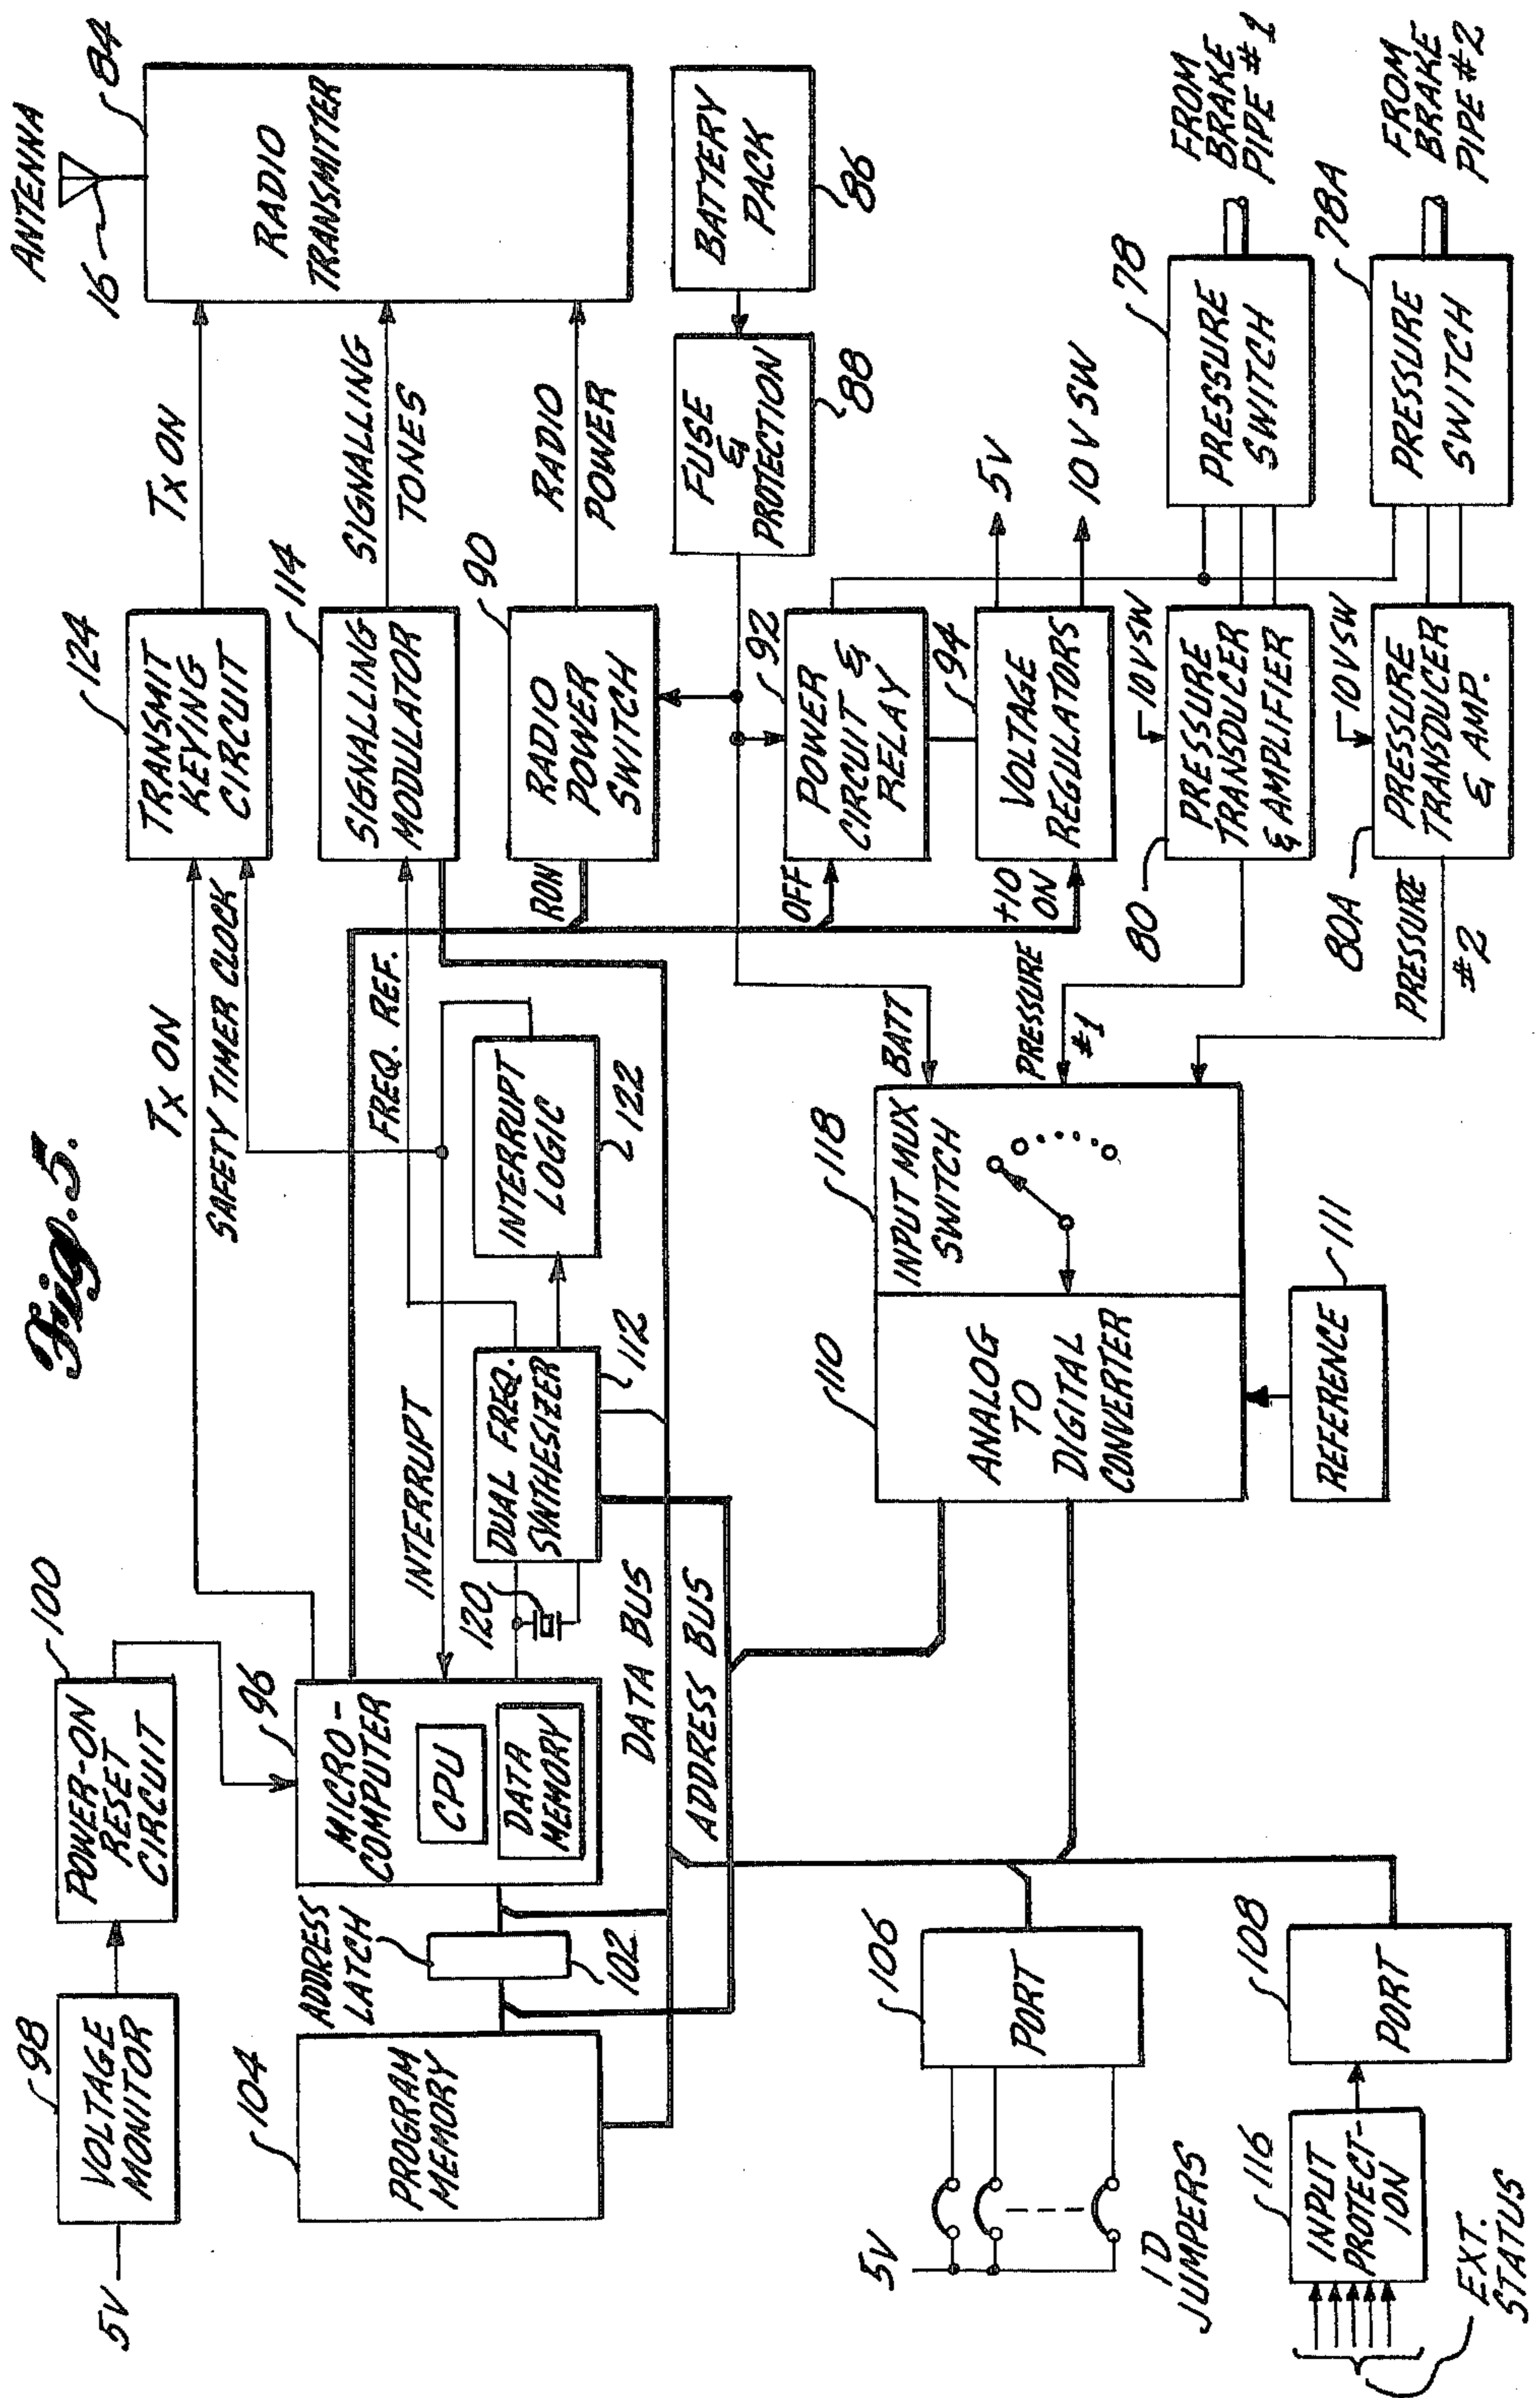 Fig. 5.
5V
98
VOLTAGE
MONITOR
100
POWER-ON
RESET
CIRCUIT
104
PROGRAM
MEMORY
ADDRESS
LATCH
102
96
MICRO-
COMPUTER
CPU
DATA
MEMORY
Tx ON
SAFETY TIMER CLOCK
FREQ. REF.
INTERRUPT
120
DUAL FREQ.
SYNTHESIZER
112
INTERRUPT
LOGIC
122
DATA BUS
ADDRESS BUS
124
TRANSMIT
KEYING
CIRCUIT
Tx ON
114
SIGNALLING
MODULATOR
SIGNALLING
TONES
RON
90
RADIO
POWER
SWITCH
RADIO
POWER
ANTENNA
16
84
RADIO
TRANSMITTER
BATTERY
PACK
86
FUSE
&
PROTECTION
88
OFF
92
POWER
CIRCUIT &
RELAY
+10
ON
94
VOLTAGE
REGULATORS
5V
10V SW
10VSW
80
PRESSURE
TRANSDUCER
& AMPLIFIER
78
PRESSURE
SWITCH
FROM
BRAKE
PIPE #1
10VSW
80A
PRESSURE
TRANSDUCER
& AMP.
78A
PRESSURE
SWITCH
FROM
BRAKE
PIPE #2
BATT
PRESSURE
#1
PRESSURE
#2
110
ANALOG
TO
DIGITAL
CONVERTER
118
INPUT MUX
SWITCH
REFERENCE
111
5V
ID
JUMPERS
106
PORT
116
INPUT
PROTECT-
ION
EXT.
STATUS
108
PORT